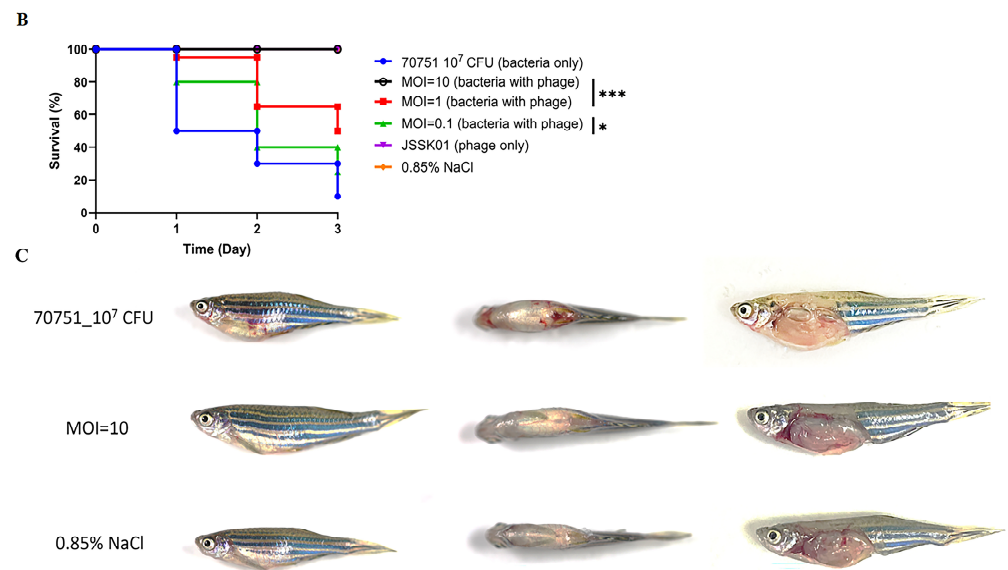 B
100
80
60
40
20
0
Survival (%)
0 1 2 3
Time (Day)
70751 10⁷ CFU (bacteria only)
MOI=10 (bacteria with phage)
MOI=1 (bacteria with phage)
MOI=0.1 (bacteria with phage)
JSSK01 (phage only)
0.85% NaCl
***
*
C
70751_10⁷ CFU
MOI=10
0.85% NaCl